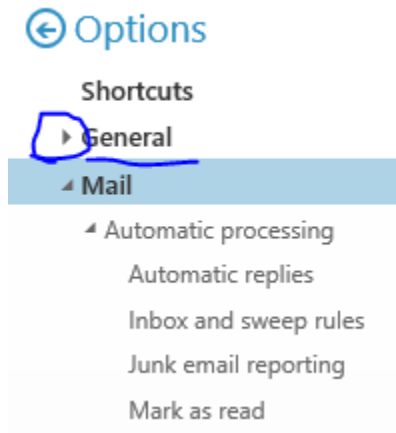 Options
Shortcuts
General
Mail
Automatic processing
Automatic replies
Inbox and sweep rules
Junk email reporting
Mark as read